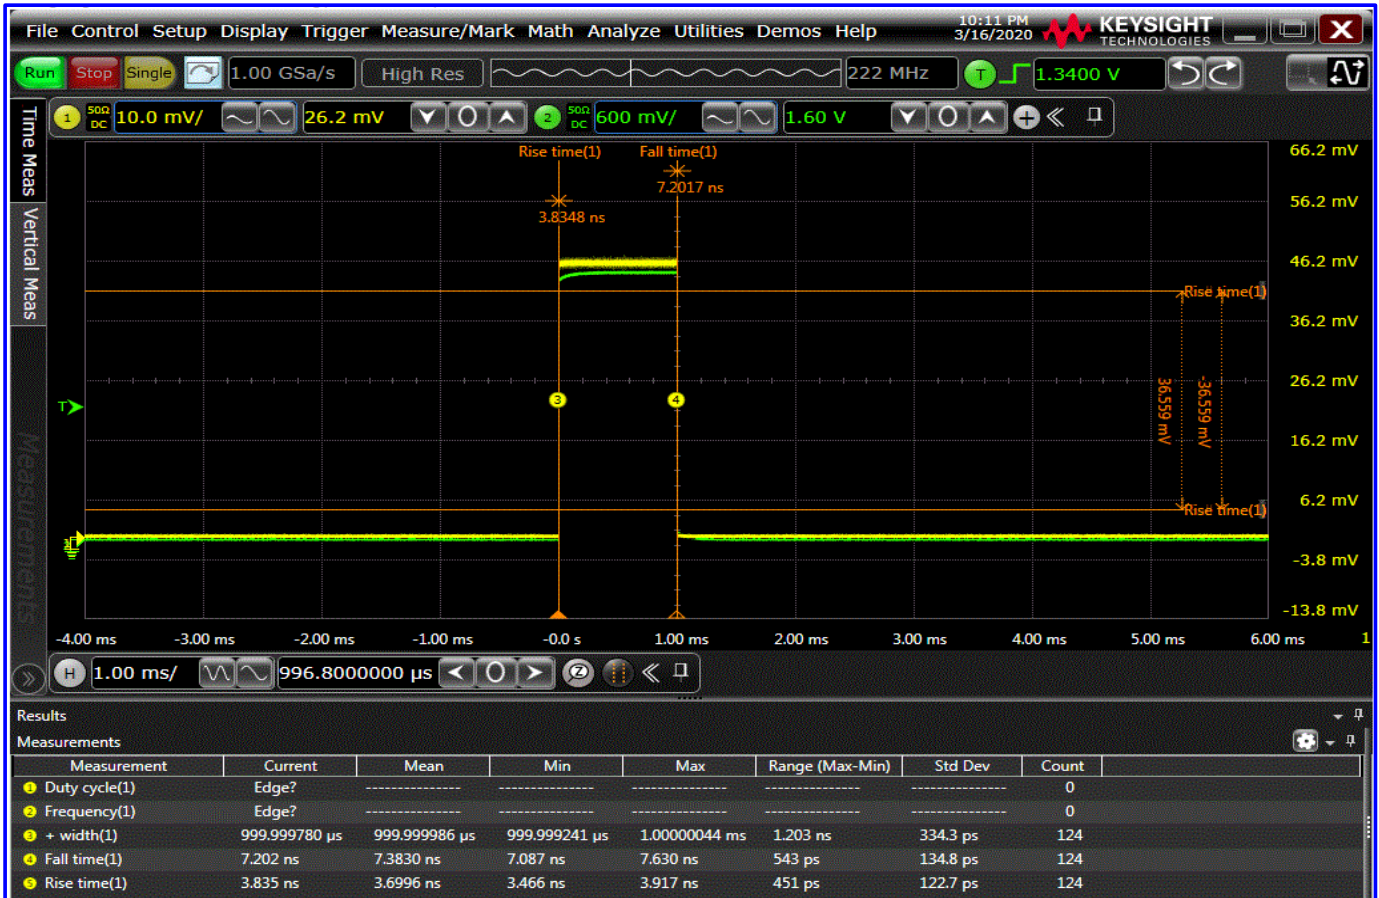 File Control Setup Display Trigger Measure/Mark Math Analyze Utilities Demos Help
10:11 PM
3/16/2020
KEYSIGHT
TECHNOLOGIES
Run Stop Single 1.00 GSa/s High Res 222 MHz T 1.3400 V
1 50Ω DC 10.0 mV/ 26.2 mV 2 50Ω DC 600 mV/ 1.60 V
Time Meas
Vertical Meas
Measurements
Rise time(1) Fall time(1)
3.8348 ns
7.2017 ns
66.2 mV
56.2 mV
46.2 mV
36.2 mV
26.2 mV
16.2 mV
6.2 mV
-3.8 mV
-13.8 mV
Rise time(1)
36.559 mV
-36.559 mV
Rise time(1)
T
3
4
-4.00 ms -3.00 ms -2.00 ms -1.00 ms -0.0 s 1.00 ms 2.00 ms 3.00 ms 4.00 ms 5.00 ms 6.00 ms 1
H 1.00 ms/ 996.8000000 µs Z
Results
Measurements
Measurement Current Mean Min Max Range (Max-Min) Std Dev Count
1 Duty cycle(1) Edge? --------------- --------------- --------------- --------------- --------------- 0
2 Frequency(1) Edge? --------------- --------------- --------------- --------------- --------------- 0
3 + width(1) 999.999780 µs 999.999986 µs 999.999241 µs 1.00000044 ms 1.203 ns 334.3 ps 124
4 Fall time(1) 7.202 ns 7.3830 ns 7.087 ns 7.630 ns 543 ps 134.8 ps 124
5 Rise time(1) 3.835 ns 3.6996 ns 3.466 ns 3.917 ns 451 ps 122.7 ps 124